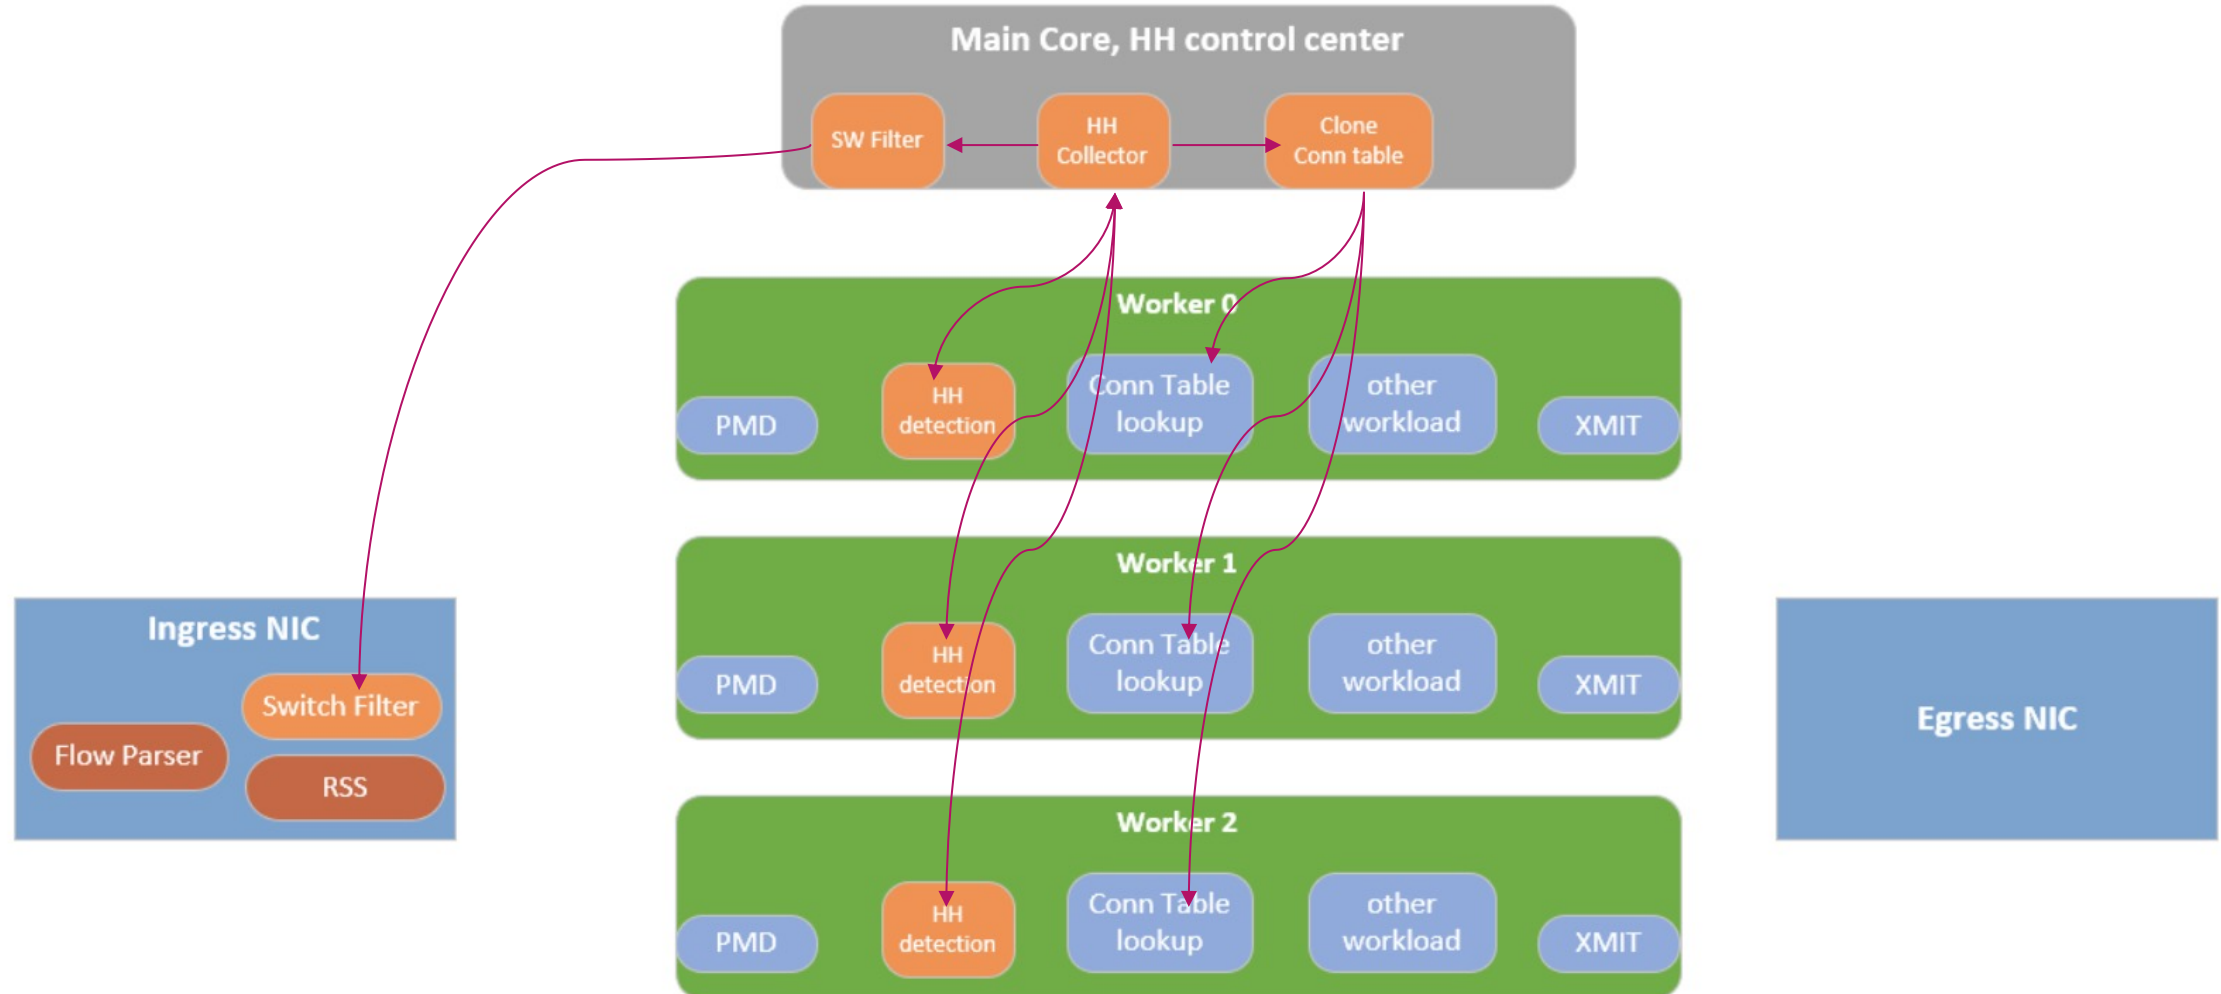 Main Core, HH control center
SW Filter
HH
Collector
Clone
Conn table
Worker 0
PMD
HH
detection
Conn Table
lookup
other
workload
XMIT
Worker 1
PMD
HH
detection
Conn Table
lookup
other
workload
XMIT
Worker 2
PMD
HH
detection
Conn Table
lookup
other
workload
XMIT
Ingress NIC
Switch Filter
Flow Parser
RSS
Egress NIC